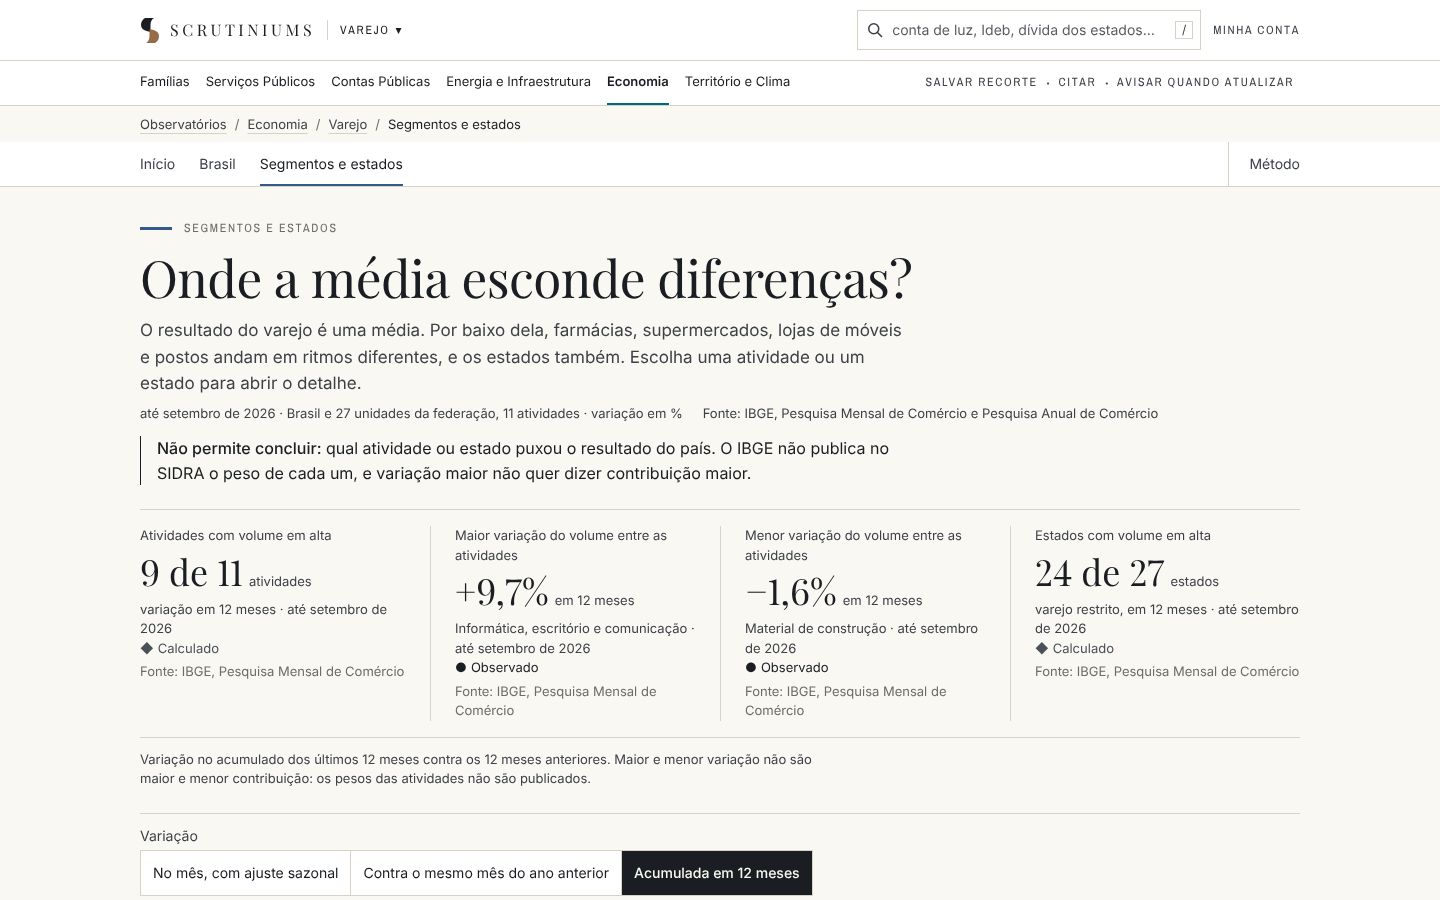 SCRUTINIUMS
VAREJO ▼
conta de luz, Ideb, dívida dos estados...
/
MINHA CONTA
Famílias
Serviços Públicos
Contas Públicas
Energia e Infraestrutura
Economia
Território e Clima
SALVAR RECORTE • CITAR • AVISAR QUANDO ATUALIZAR
Observatórios / Economia / Varejo / Segmentos e estados
Início
Brasil
Segmentos e estados
Método
SEGMENTOS E ESTADOS
Onde a média esconde diferenças?
O resultado do varejo é uma média. Por baixo dela, farmácias, supermercados, lojas de móveis
e postos andam em ritmos diferentes, e os estados também. Escolha uma atividade ou um
estado para abrir o detalhe.
até setembro de 2026 · Brasil e 27 unidades da federação, 11 atividades · variação em %
Fonte: IBGE, Pesquisa Mensal de Comércio e Pesquisa Anual de Comércio
Não permite concluir: qual atividade ou estado puxou o resultado do país. O IBGE não publica no
SIDRA o peso de cada um, e variação maior não quer dizer contribuição maior.
Atividades com volume em alta
9 de 11 atividades
variação em 12 meses · até setembro de
2026
◆ Calculado
Fonte: IBGE, Pesquisa Mensal de Comércio
Maior variação do volume entre as
atividades
+9,7% em 12 meses
Informática, escritório e comunicação ·
até setembro de 2026
● Observado
Fonte: IBGE, Pesquisa Mensal de
Comércio
Menor variação do volume entre as
atividades
−1,6% em 12 meses
Material de construção · até setembro
de 2026
● Observado
Fonte: IBGE, Pesquisa Mensal de
Comércio
Estados com volume em alta
24 de 27 estados
varejo restrito, em 12 meses · até setembro
de 2026
◆ Calculado
Fonte: IBGE, Pesquisa Mensal de Comércio
Variação no acumulado dos últimos 12 meses contra os 12 meses anteriores. Maior e menor variação não são
maior e menor contribuição: os pesos das atividades não são publicados.
Variação
No mês, com ajuste sazonal
Contra o mesmo mês do ano anterior
Acumulada em 12 meses